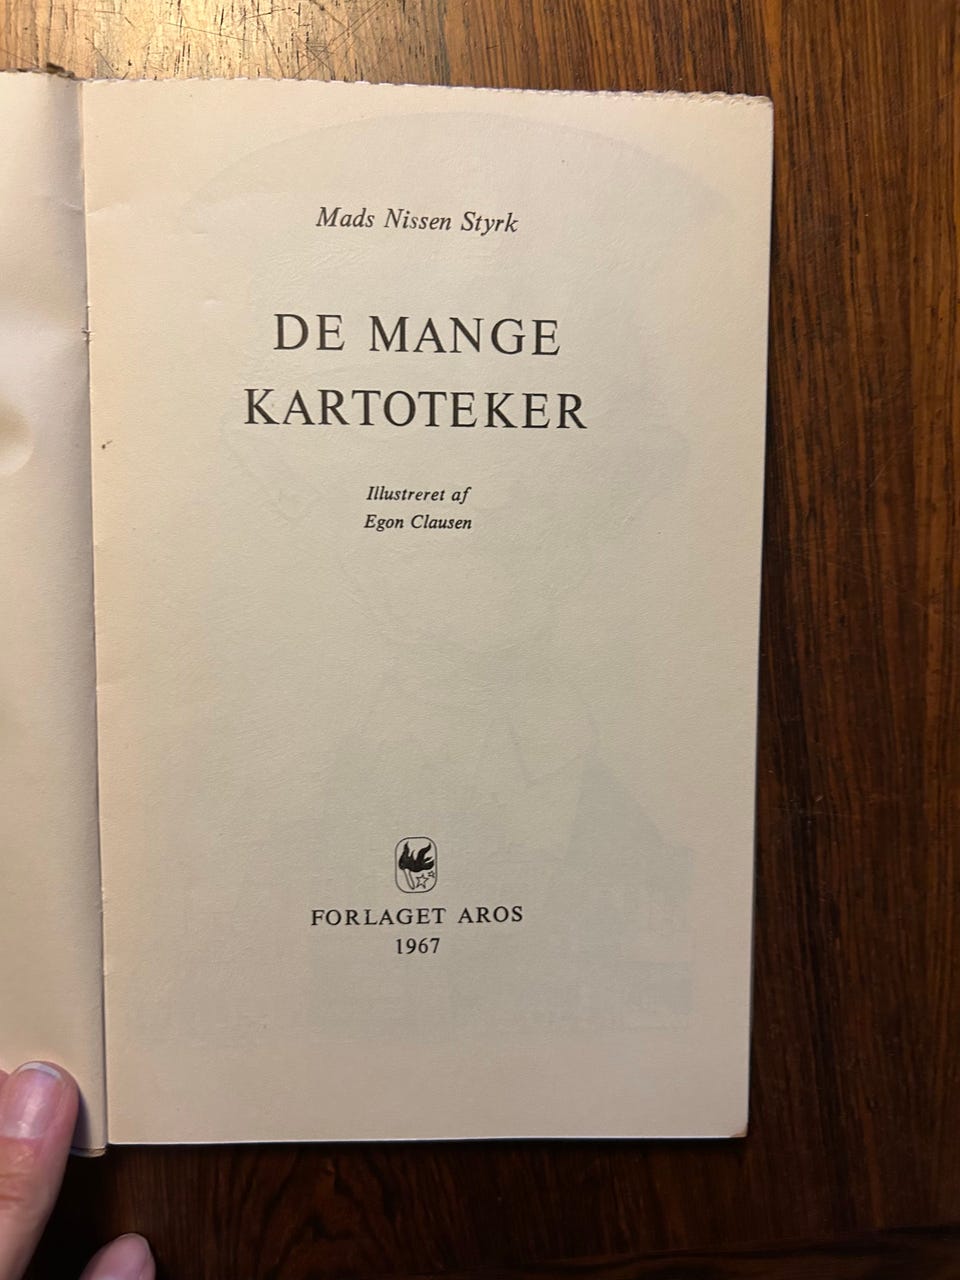 Mads Nissen Styrk
DE MANGE
KARTOTEKER
Illustreret af
Egon Clausen
FORLAGET AROS
1967